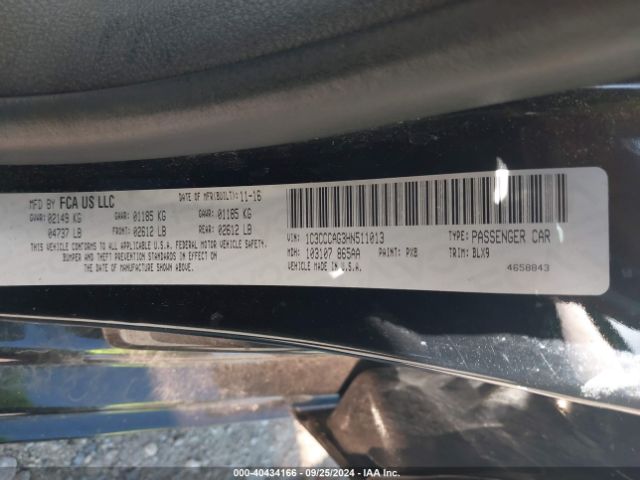 MFD BY FCA US LLC DATE OF MFR(BUILT): 11-16
GVWR: 02149 KG GAWR: 01185 KG GAWR: 01185 KG
04737 LB FRONT: 02612 LB REAR: 02612 LB
THIS VEHICLE CONFORMS TO ALL APPLICABLE U.S.A. FEDERAL MOTOR VEHICLE SAFETY,
BUMPER AND THEFT PREVENTION STANDARDS IN EFFECT ON
THE DATE OF MANUFACTURE SHOWN ABOVE.
VIN: 1C3CCCAG3HN511013 TYPE: PASSENGER CAR
MDH: 103107 865AA PAINT: PX8 TRIM: BLX9
VEHICLE MADE IN U.S.A. 4658843
000-40434166 - 09/25/2024 - IAA Inc.